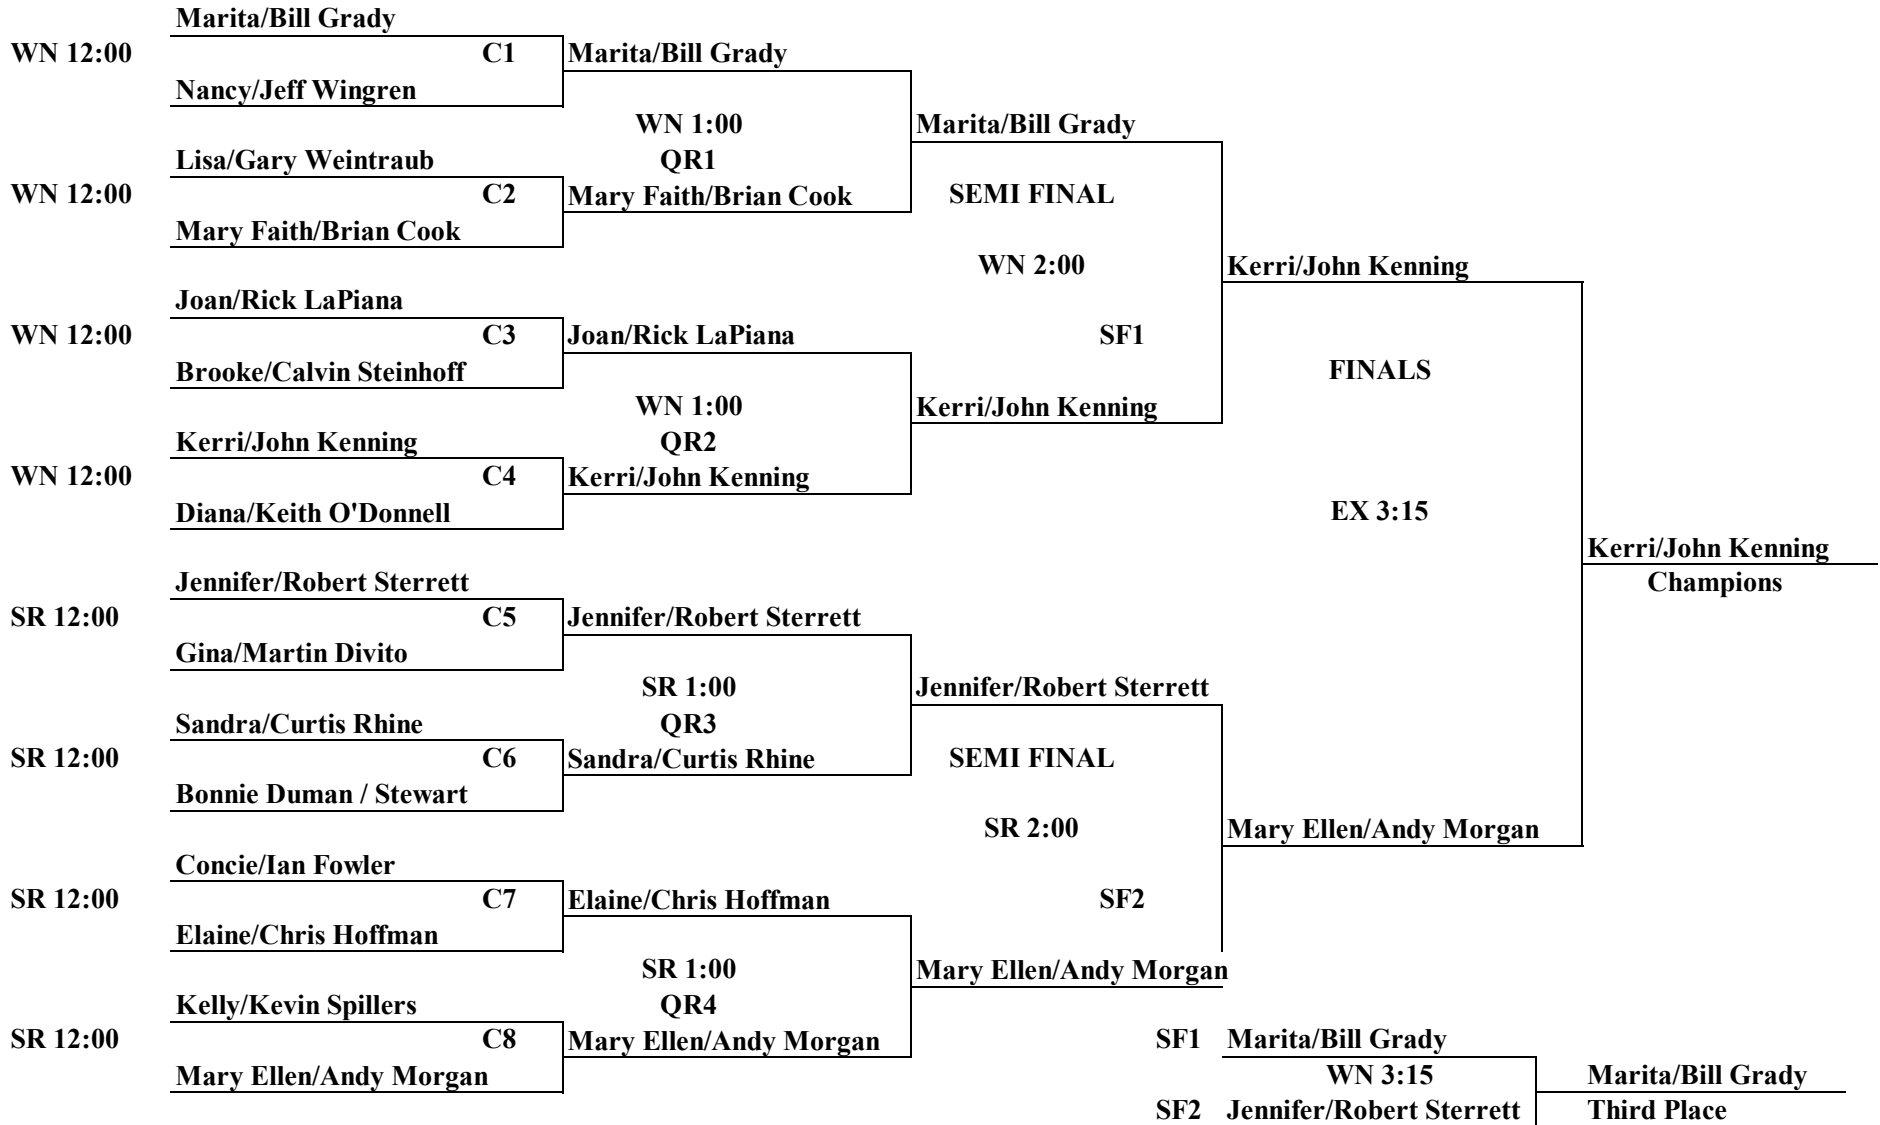 Marita/Bill Grady
WN 12:00 C1 Marita/Bill Grady
Nancy/Jeff Wingren
WN 1:00 Marita/Bill Grady
Lisa/Gary Weintraub QR1
WN 12:00 C2 Mary Faith/Brian Cook SEMI FINAL
Mary Faith/Brian Cook
WN 2:00 Kerri/John Kenning
Joan/Rick LaPiana
WN 12:00 C3 Joan/Rick LaPiana SF1
Brooke/Calvin Steinhoff FINALS
WN 1:00 Kerri/John Kenning
Kerri/John Kenning QR2
WN 12:00 C4 Kerri/John Kenning
Diana/Keith O'Donnell EX 3:15
Kerri/John Kenning
Jennifer/Robert Sterrett Champions
SR 12:00 C5 Jennifer/Robert Sterrett
Gina/Martin Divito
SR 1:00 Jennifer/Robert Sterrett
Sandra/Curtis Rhine QR3
SR 12:00 C6 Sandra/Curtis Rhine SEMI FINAL
Bonnie Duman / Stewart
SR 2:00 Mary Ellen/Andy Morgan
Concie/Ian Fowler
SR 12:00 C7 Elaine/Chris Hoffman SF2
Elaine/Chris Hoffman
SR 1:00 Mary Ellen/Andy Morgan
Kelly/Kevin Spillers QR4
SR 12:00 C8 Mary Ellen/Andy Morgan SF1 Marita/Bill Grady
Mary Ellen/Andy Morgan WN 3:15 Marita/Bill Grady
SF2 Jennifer/Robert Sterrett Third Place